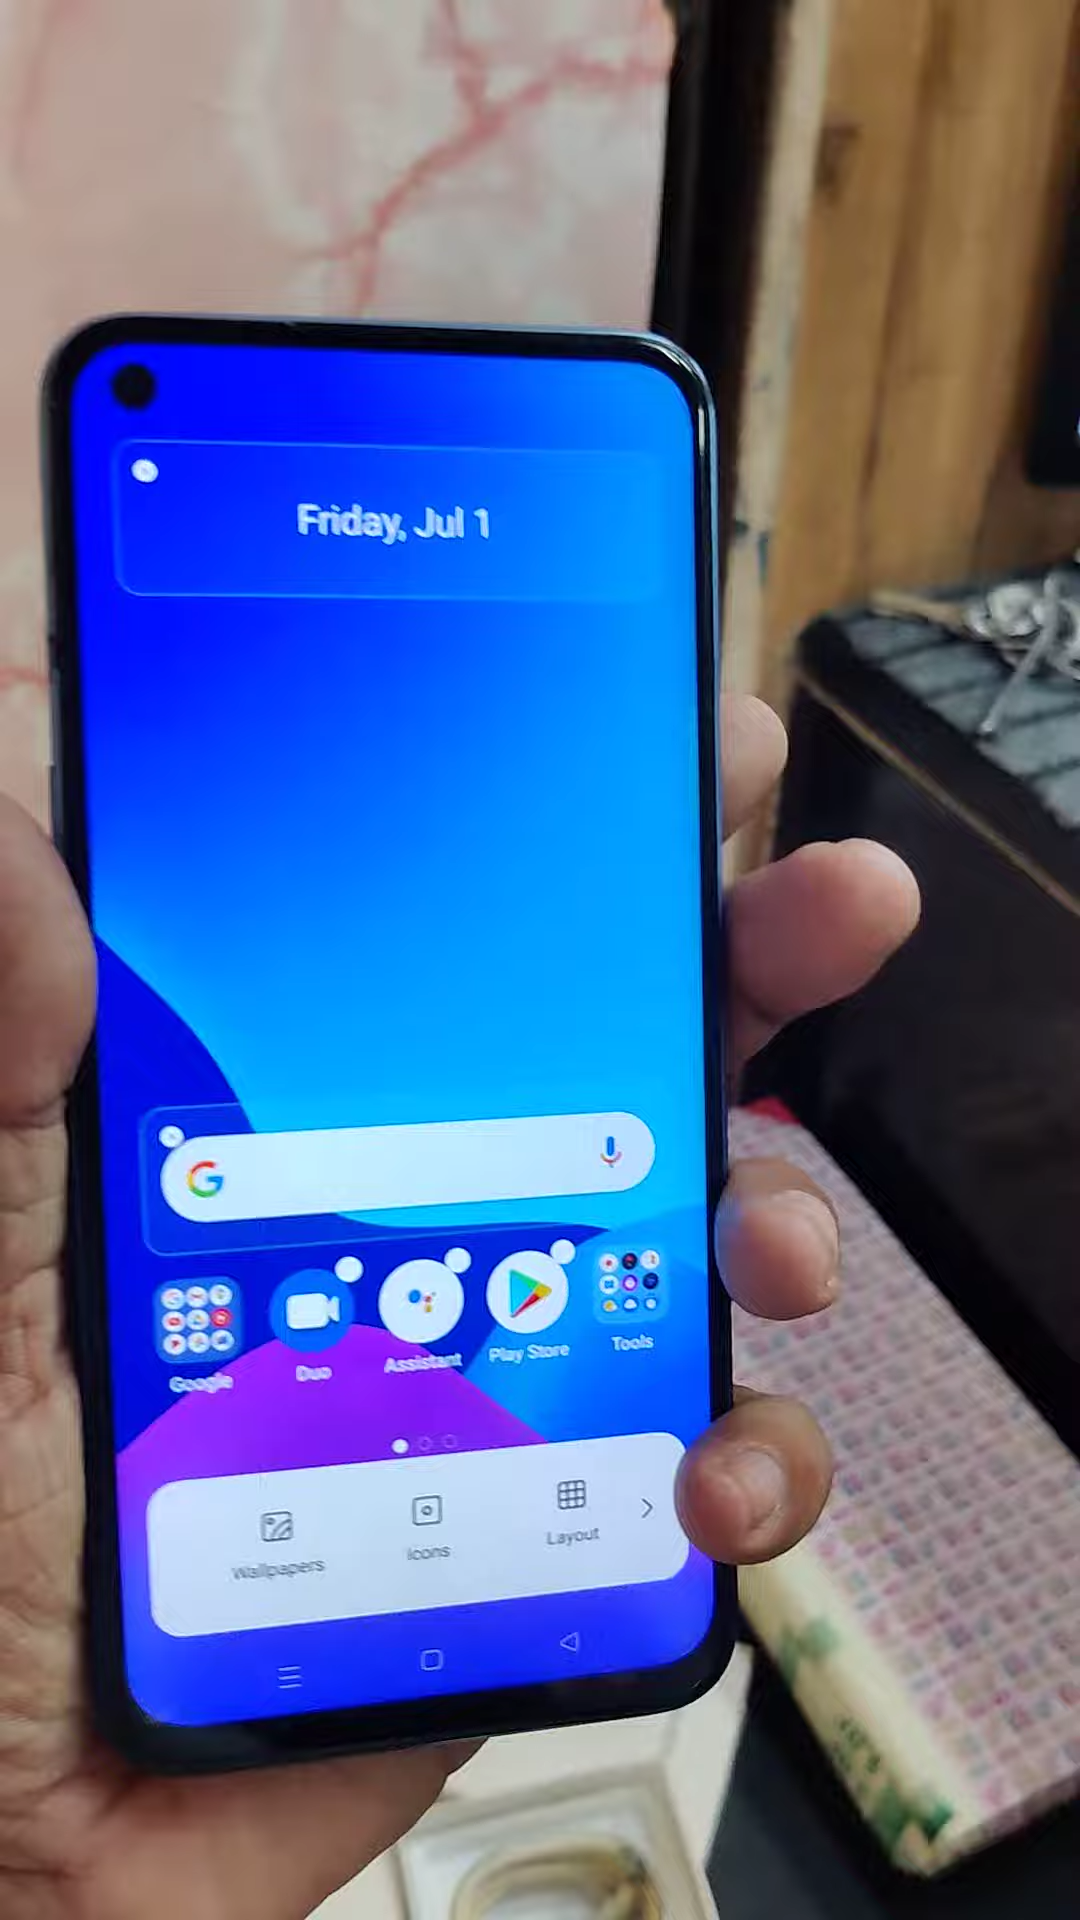 Friday, Jul 1
G
Google
Duo
Assistant
Play Store
Tools
Wallpapers
Icons
Layout